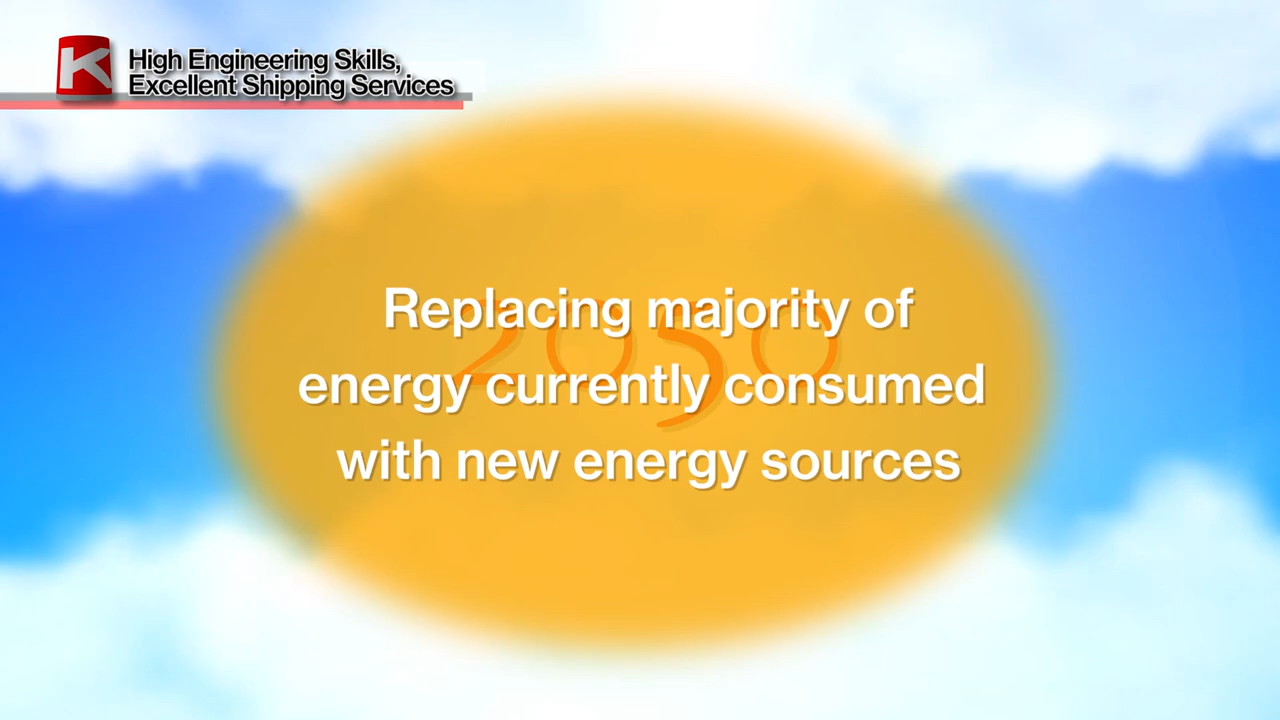 K
High Engineering Skills,
Excellent Shipping Services
2050
Replacing majority of
energy currently consumed
with new energy sources